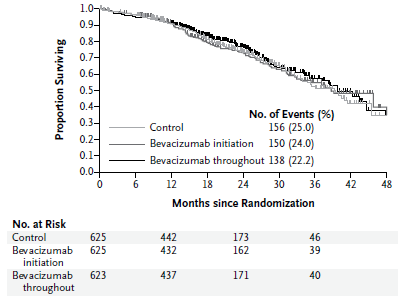 1.0
0.9
0.8
0.7
0.6
0.5
0.4
0.3
0.2
0.1
0.0
Proportion Surviving
No. of Events (%)
Control 156 (25.0)
Bevacizumab initiation 150 (24.0)
Bevacizumab throughout 138 (22.2)
0 6 12 18 24 30 36 42 48
Months since Randomization
No. at Risk
Control 625 442 173 46
Bevacizumab 625 432 162 39
initiation
Bevacizumab 623 437 171 40
throughout